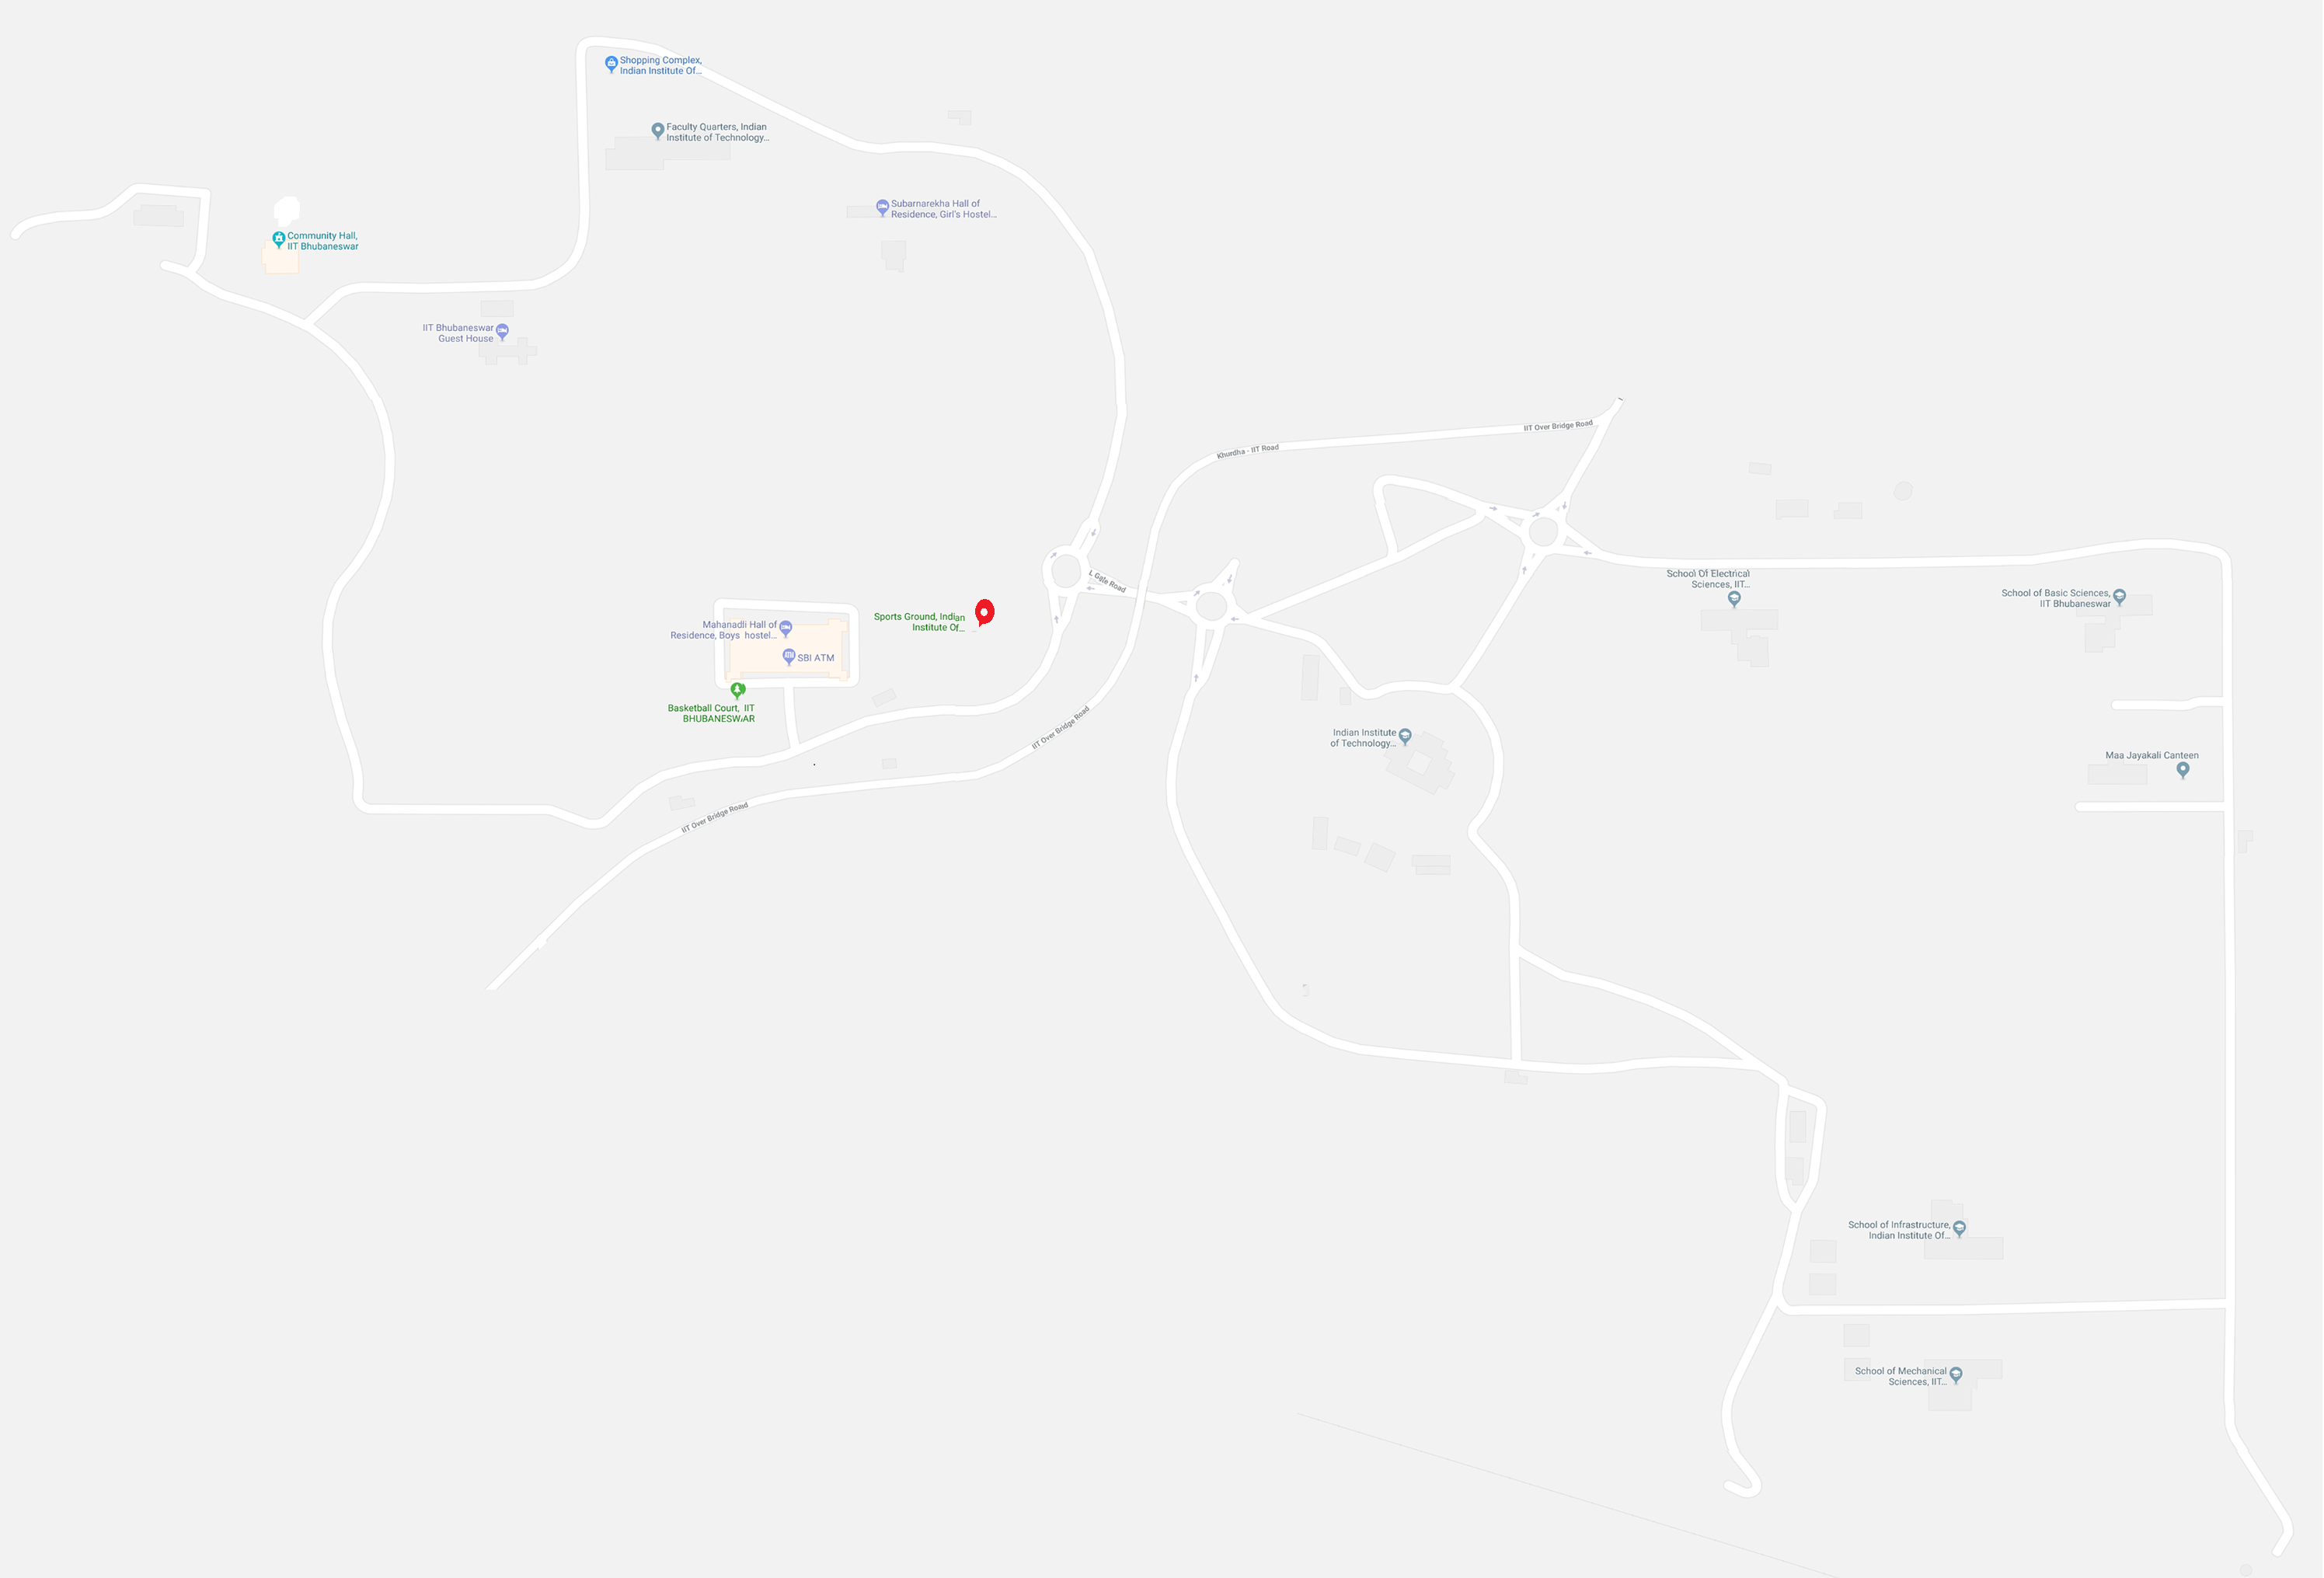 Shopping Complex,
Indian Institute Of...
Faculty Quarters, Indian
Institute of Technology...
Subarnarekha Hall of
Residence, Girl's Hostel...
Community Hall,
IIT Bhubaneswar
IIT Bhubaneswar
Guest House
IIT Over Bridge Road
Khurdha - IIT Road
L Gate Road
School Of Electrical
Sciences, IIT...
School of Basic Sciences,
IIT Bhubaneswar
Sports Ground, Indian
Institute Of...
Mahanadi Hall of
Residence, Boys hostel...
ATM
SBI ATM
Basketball Court, IIT
BHUBANESWAR
IIT Over Bridge Road
Indian Institute
of Technology...
Maa Jayakali Canteen
IIT Over Bridge Road
School of Infrastructure,
Indian Institute Of...
School of Mechanical
Sciences, IIT...